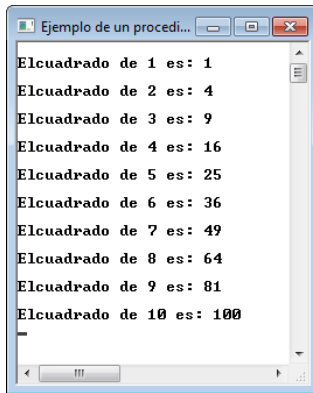 Ejemplo de un procedi...
Elcuadrado de 1 es: 1
Elcuadrado de 2 es: 4
Elcuadrado de 3 es: 9
Elcuadrado de 4 es: 16
Elcuadrado de 5 es: 25
Elcuadrado de 6 es: 36
Elcuadrado de 7 es: 49
Elcuadrado de 8 es: 64
Elcuadrado de 9 es: 81
Elcuadrado de 10 es: 100